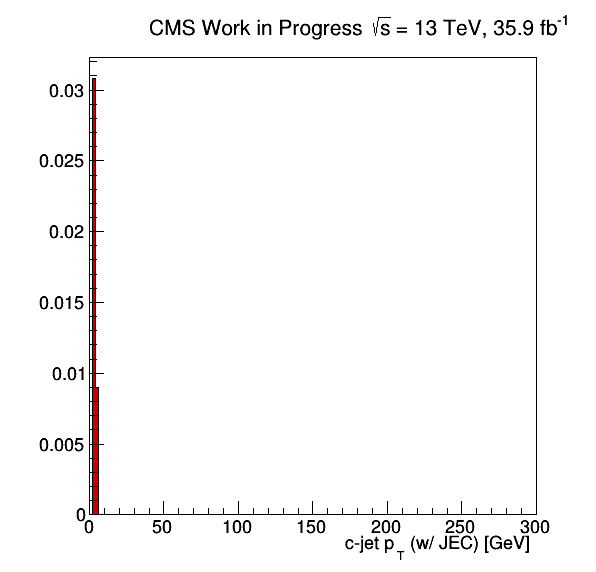 CMS Work in Progress √s = 13 TeV, 35.9 fb⁻¹
0.03
0.025
0.02
0.015
0.01
0.005
0
0 50 100 150 200 250 300
c-jet p_T (w/ JEC) [GeV]